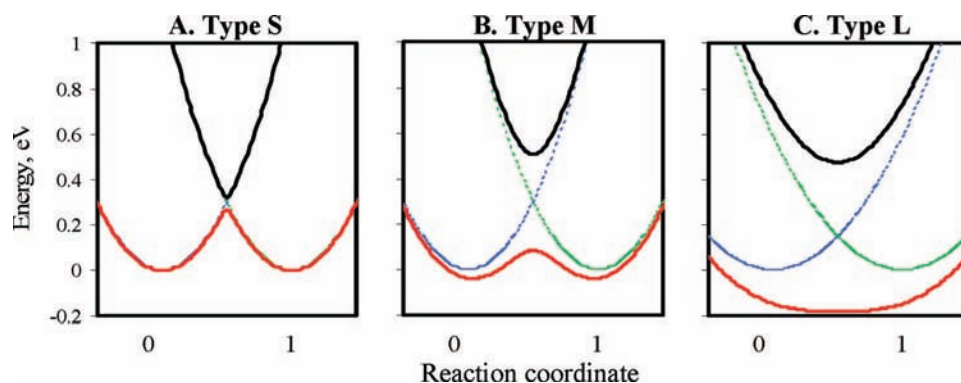 A. Type S
B. Type M
C. Type L
1
0.8
0.6
0.4
0.2
0
-0.2
Energy, eV
0 1
0 1
0 1
Reaction coordinate